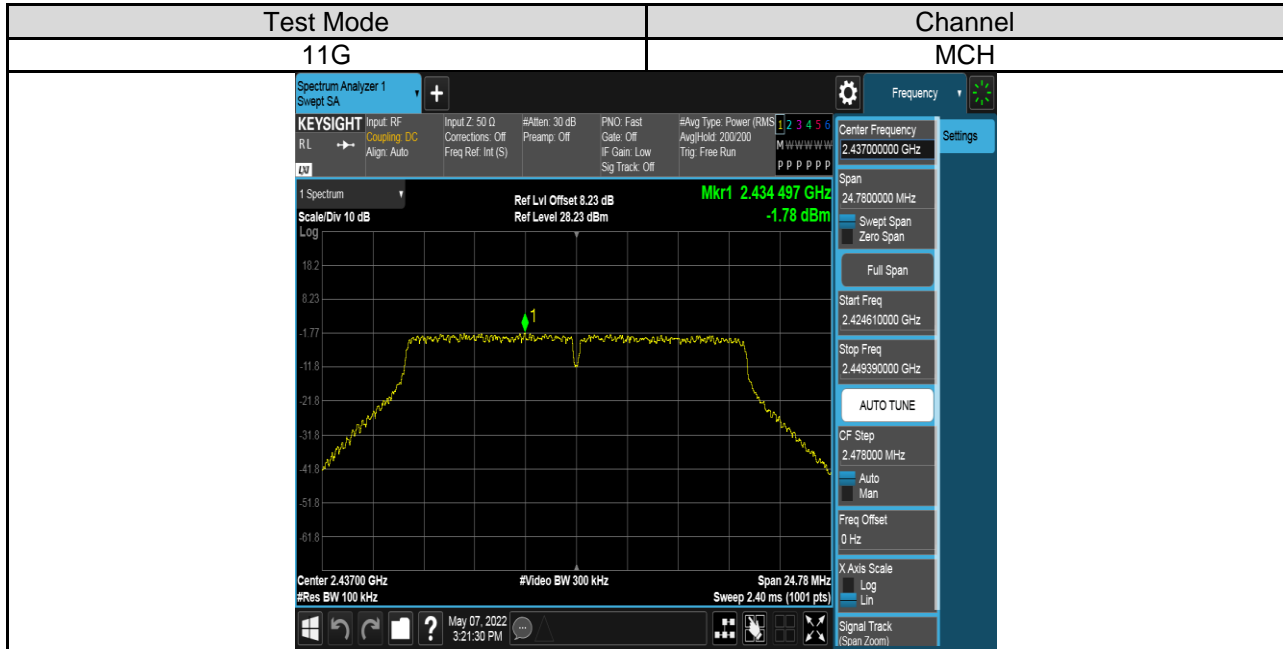 Test Mode Channel
11G MCH
Spectrum Analyzer 1
Swept SA
+
Frequency
KEYSIGHT
RL
LXI
Input: RF
Coupling: DC
Align: Auto
Input Z: 50 Ω
Corrections: Off
Freq Ref: Int (S)
#Atten: 30 dB
Preamp: Off
PNO: Fast
Gate: Off
IF Gain: Low
Sig Track: Off
#Avg Type: Power (RMS
Avg|Hold: 200/200
Trig: Free Run
1 2 3 4 5 6
M W W W W W
P P P P P P
1 Spectrum
Scale/Div 10 dB
Log
Ref Lvl Offset 8.23 dB
Ref Level 28.23 dBm
Mkr1 2.434 497 GHz
-1.78 dBm
18.2
8.23
-1.77
-11.8
-21.8
-31.8
-41.8
-51.8
-61.8
1
Center 2.43700 GHz #Video BW 300 kHz Span 24.78 MHz
#Res BW 100 kHz Sweep 2.40 ms (1001 pts)
?
May 07, 2022
3:21:30 PM
Center Frequency
2.437000000 GHz
Span
24.7800000 MHz
Swept Span
Zero Span
Full Span
Start Freq
2.424610000 GHz
Stop Freq
2.449390000 GHz
AUTO TUNE
CF Step
2.478000 MHz
Auto
Man
Freq Offset
0 Hz
X Axis Scale
Log
Lin
Signal Track
(Span Zoom)
Settings